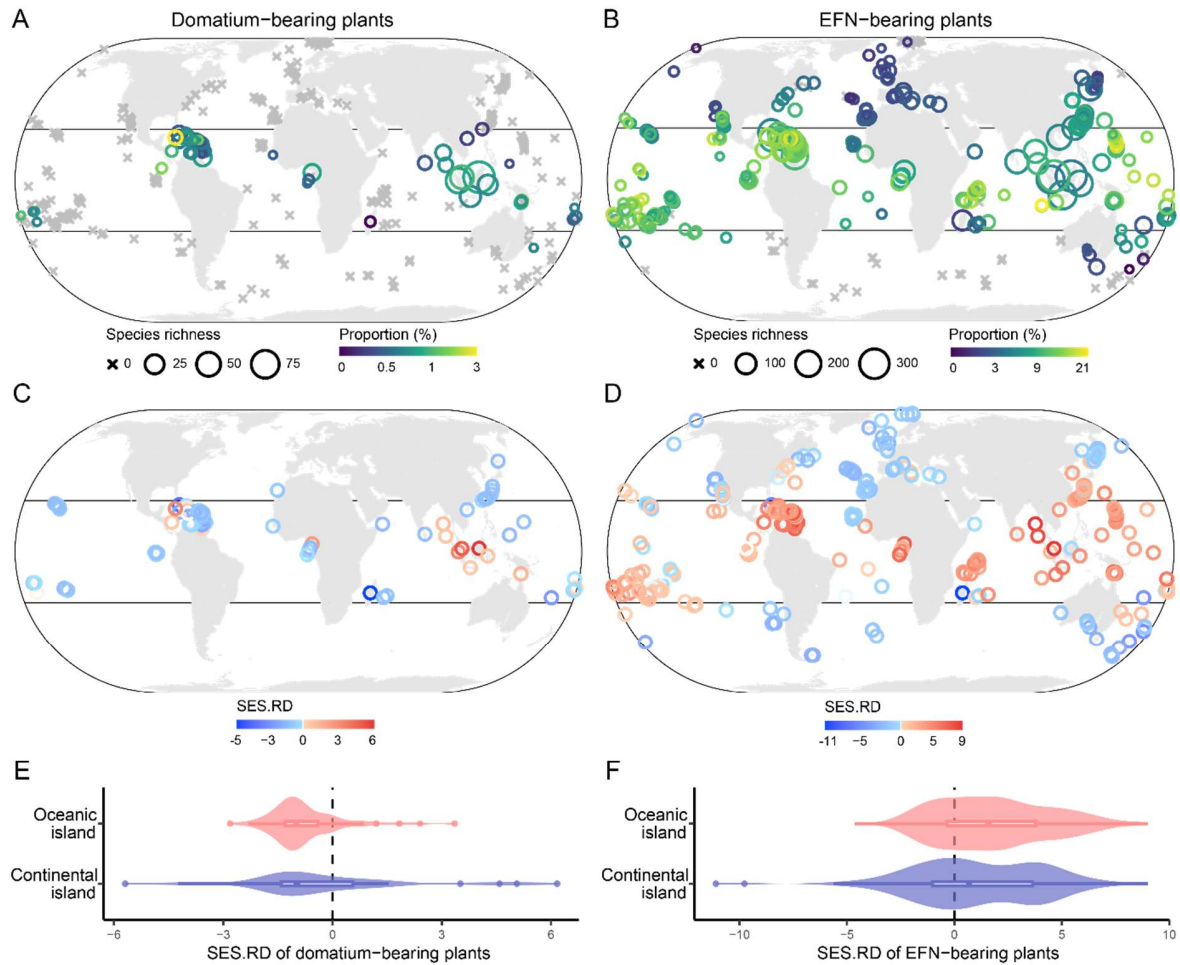 A
Domatium−bearing plants
B
EFN−bearing plants
Species richness
0 25 50 75
Proportion (%)
0 0.5 1 3
Species richness
0 100 200 300
Proportion (%)
0 3 9 21
C
D
SES.RD
−5 −3 0 3 6
SES.RD
−11 −5 0 5 9
E
Oceanic
island
Continental
island
−6 −3 0 3 6
SES.RD of domatium−bearing plants
F
Oceanic
island
Continental
island
−10 −5 0 5 10
SES.RD of EFN−bearing plants